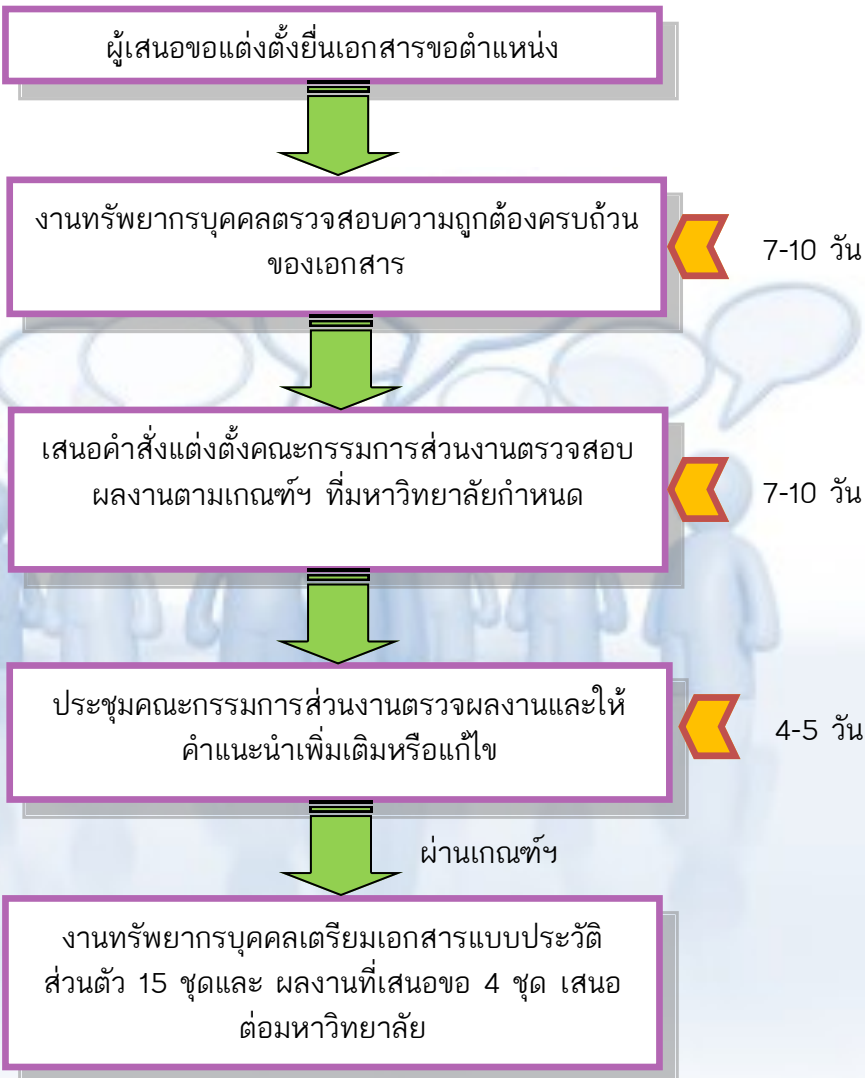 ผู้เสนอขอแต่งตั้งยื่นเอกสารขอตำแหน่ง
งานทรัพยากรบุคคลตรวจสอบความถูกต้องครบถ้วน
ของเอกสาร
7-10 วัน
เสนอคำสั่งแต่งตั้งคณะกรรมการส่วนงานตรวจสอบ
ผลงานตามเกณฑ์ฯ ที่มหาวิทยาลัยกำหนด
7-10 วัน
ประชุมคณะกรรมการส่วนงานตรวจผลงานและให้
คำแนะนำเพิ่มเติมหรือแก้ไข
4-5 วัน
ผ่านเกณฑ์ฯ
งานทรัพยากรบุคคลเตรียมเอกสารแบบประวัติ
ส่วนตัว 15 ชุดและ ผลงานที่เสนอขอ 4 ชุด เสนอ
ต่อมหาวิทยาลัย